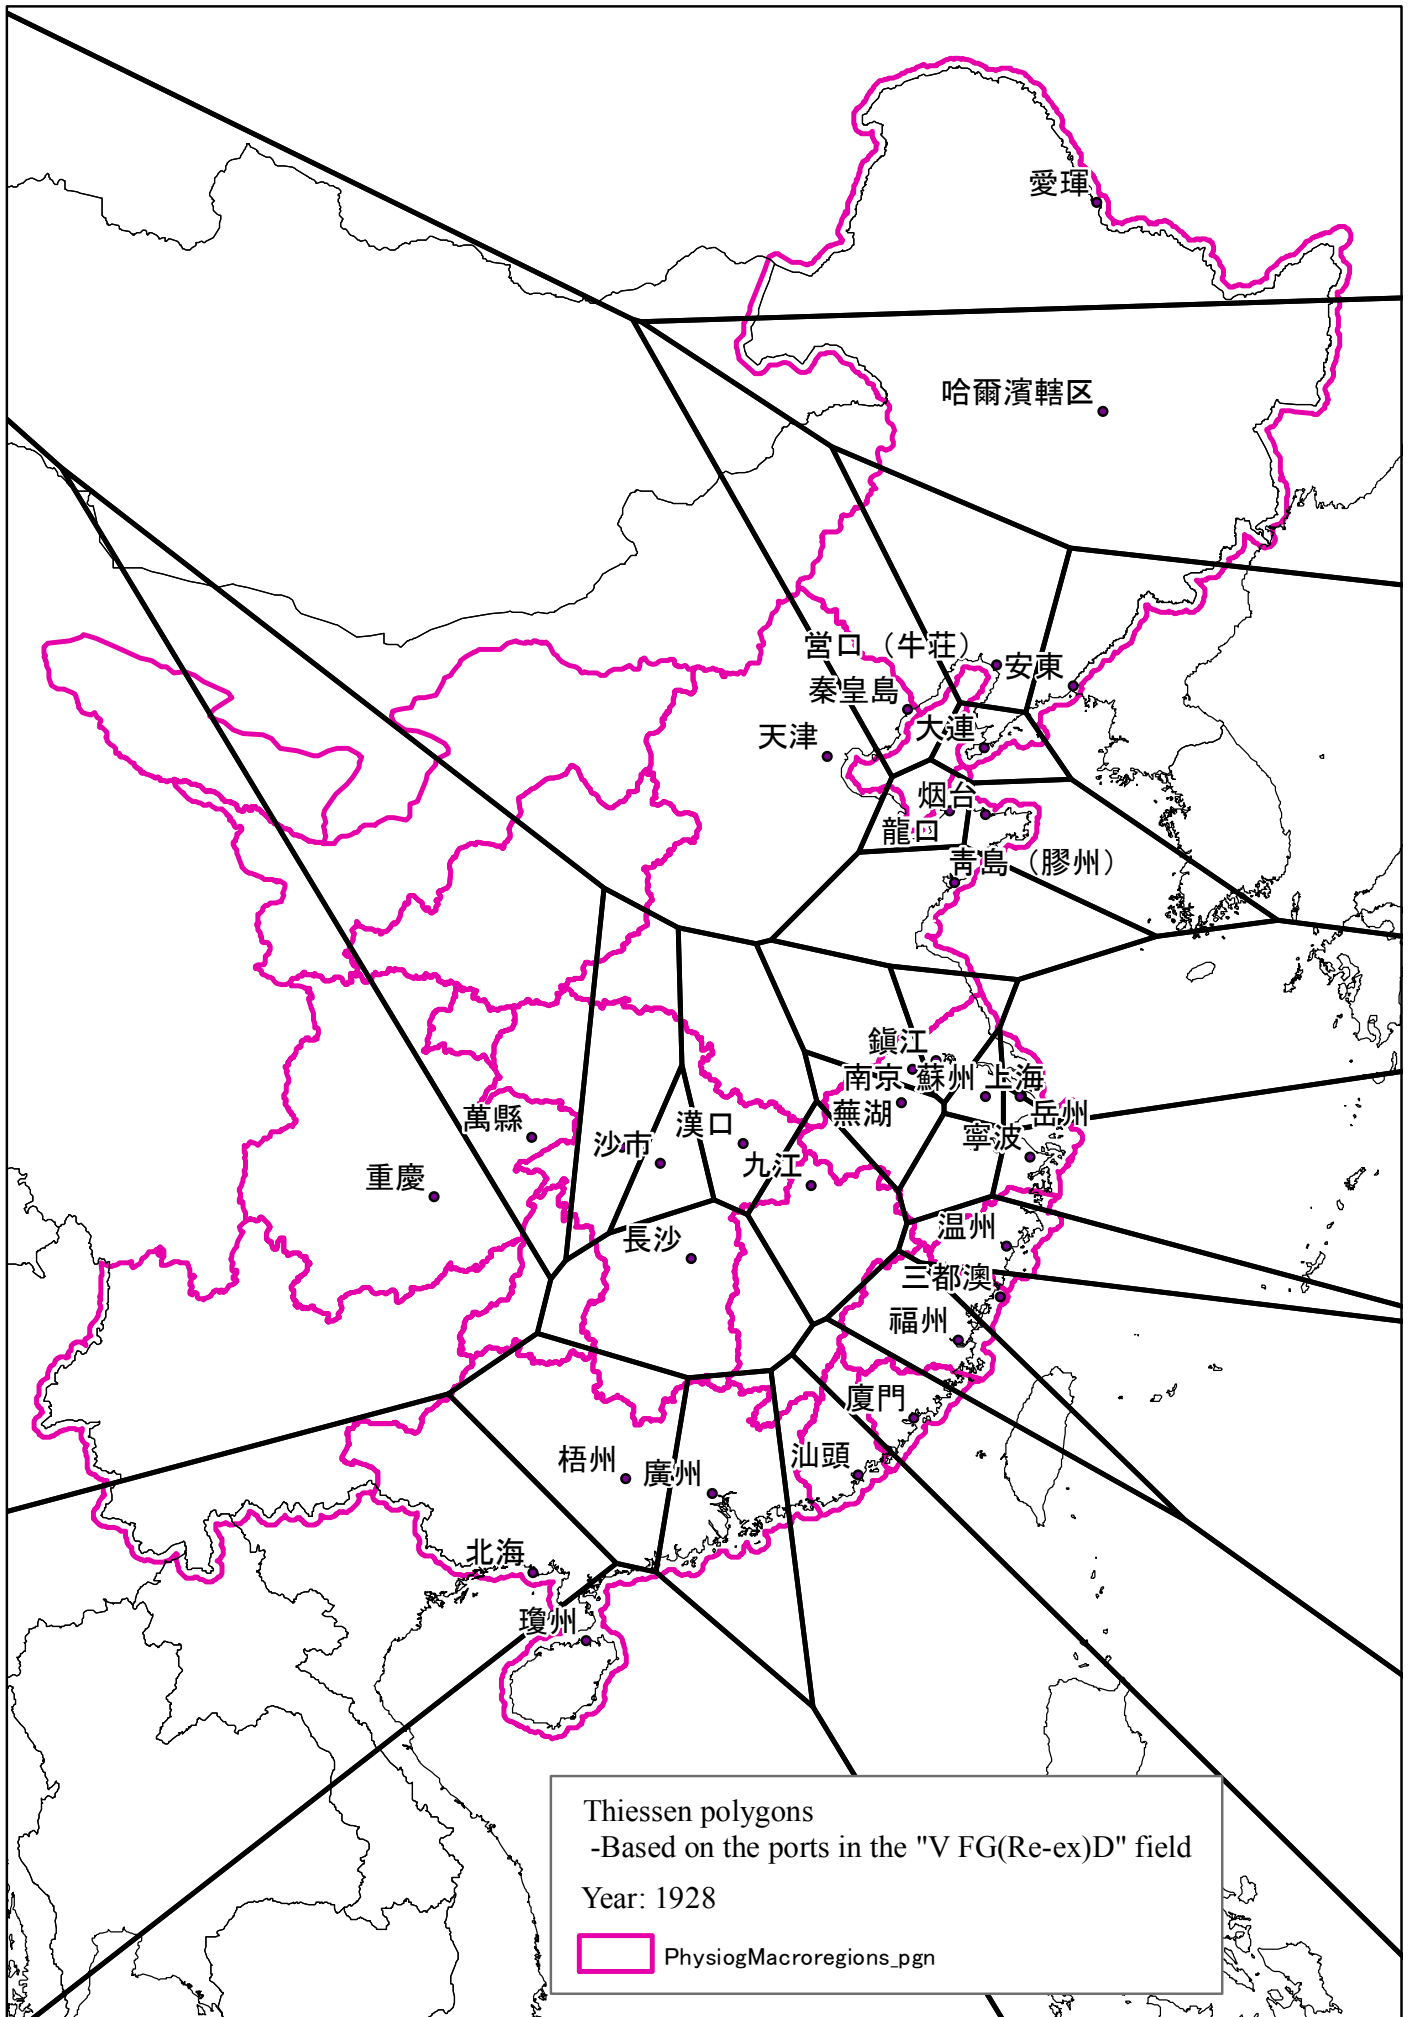 愛琿
哈爾濱轄区
営口（牛荘）
安東
秦皇島
大連
天津
烟台
龍口
靑島（膠州）
鎭江
南京
蘇州
上海
蕪湖
岳州
萬縣
沙市
漢口
寧波
九江
重慶
長沙
温州
三都澳
福州
廈門
梧州
廣州
汕頭
北海
瓊州
Thiessen polygons
-Based on the ports in the "V FG(Re-ex)D" field
Year: 1928
PhysiogMacroregions_pgn